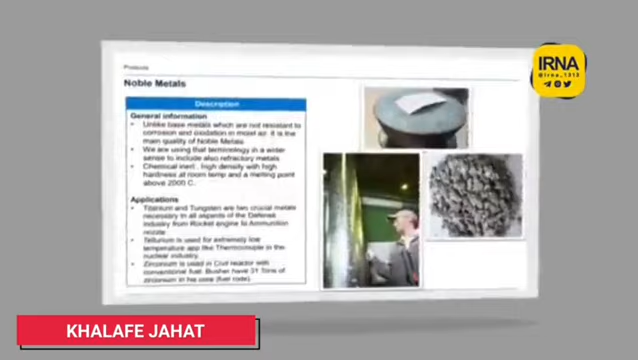 Products
Noble Metals
Description
General information
• Unlike base metals which are not resistant to
corrosion and oxidation in moist air it is the
main quality of Noble Metals
• We are using that terminology in a wider
sense to include also refractory metals
• Chemical inert, high density with high
hardness at room temp and a melting point
above 2000 C.
Applications
• Titanium and Tungsten are two crucial metals
necessary in all aspects of the Defense
industry from Rocket engine to Ammunition
nozzle
• Tellurium is used for extremely low
temperature app like Thermocouple in the
nuclear industry.
• Zirconium is used in Civil reactor with
conventional fuel. Busher have 31 Tons of
zirconium in his core (fuel rods).
IRNA
@irna_1313
KHALAFE JAHAT